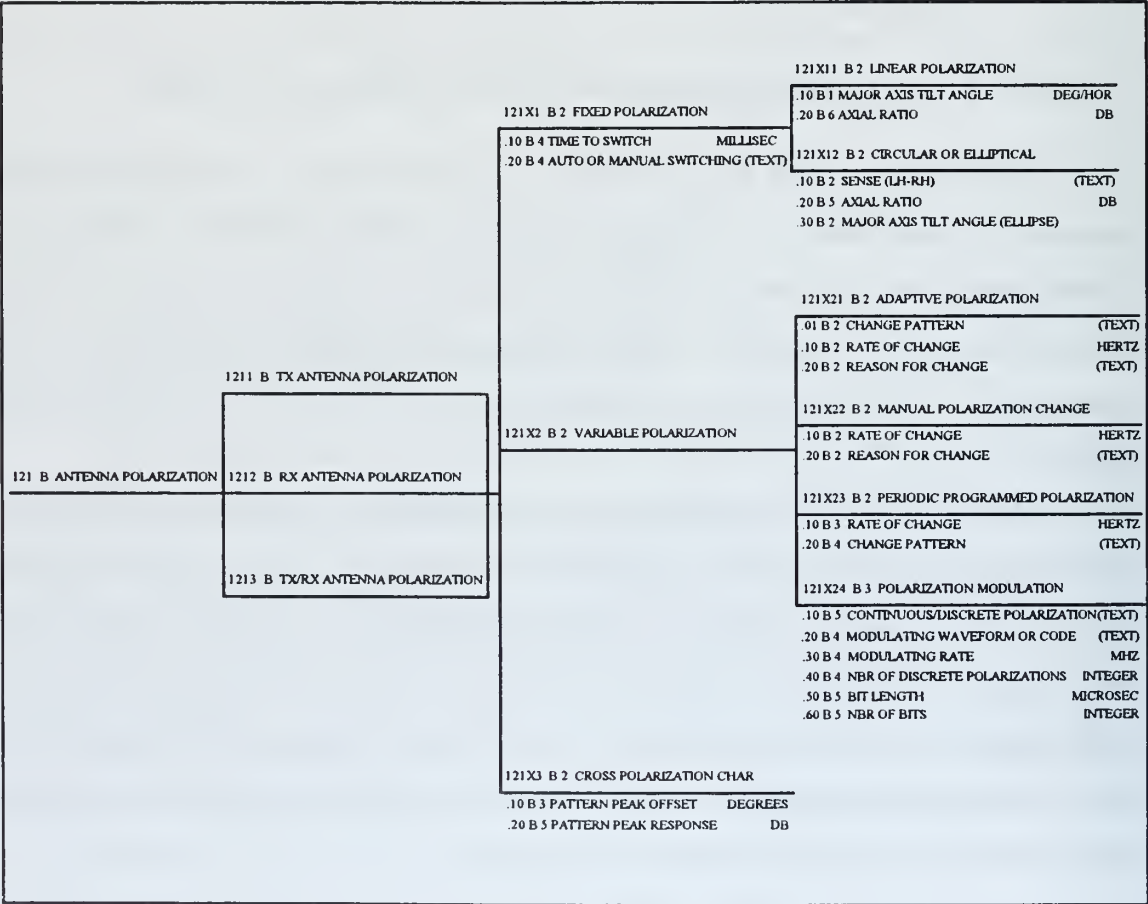 121 B ANTENNA POLARIZATION
1211 B TX ANTENNA POLARIZATION
1212 B RX ANTENNA POLARIZATION
1213 B TX/RX ANTENNA POLARIZATION
121X1 B 2 FIXED POLARIZATION
.10 B 4 TIME TO SWITCH MILLISEC
.20 B 4 AUTO OR MANUAL SWITCHING (TEXT)
121X11 B 2 LINEAR POLARIZATION
.10 B 1 MAJOR AXIS TILT ANGLE DEG/HOR
.20 B 6 AXIAL RATIO DB
121X12 B 2 CIRCULAR OR ELLIPTICAL
.10 B 2 SENSE (LH-RH) (TEXT)
.20 B 5 AXIAL RATIO DB
.30 B 2 MAJOR AXIS TILT ANGLE (ELLIPSE)
121X2 B 2 VARIABLE POLARIZATION
121X21 B 2 ADAPTIVE POLARIZATION
.01 B 2 CHANGE PATTERN (TEXT)
.10 B 2 RATE OF CHANGE HERTZ
.20 B 2 REASON FOR CHANGE (TEXT)
121X22 B 2 MANUAL POLARIZATION CHANGE
.10 B 2 RATE OF CHANGE HERTZ
.20 B 2 REASON FOR CHANGE (TEXT)
121X23 B 2 PERIODIC PROGRAMMED POLARIZATION
.10 B 3 RATE OF CHANGE HERTZ
.20 B 4 CHANGE PATTERN (TEXT)
121X24 B 3 POLARIZATION MODULATION
.10 B 5 CONTINUOUS/DISCRETE POLARIZATION(TEXT)
.20 B 4 MODULATING WAVEFORM OR CODE (TEXT)
.30 B 4 MODULATING RATE MHZ
.40 B 4 NBR OF DISCRETE POLARIZATIONS INTEGER
.50 B 5 BIT LENGTH MICROSEC
.60 B 5 NBR OF BITS INTEGER
121X3 B 2 CROSS POLARIZATION CHAR
.10 B 3 PATTERN PEAK OFFSET DEGREES
.20 B 5 PATTERN PEAK RESPONSE DB